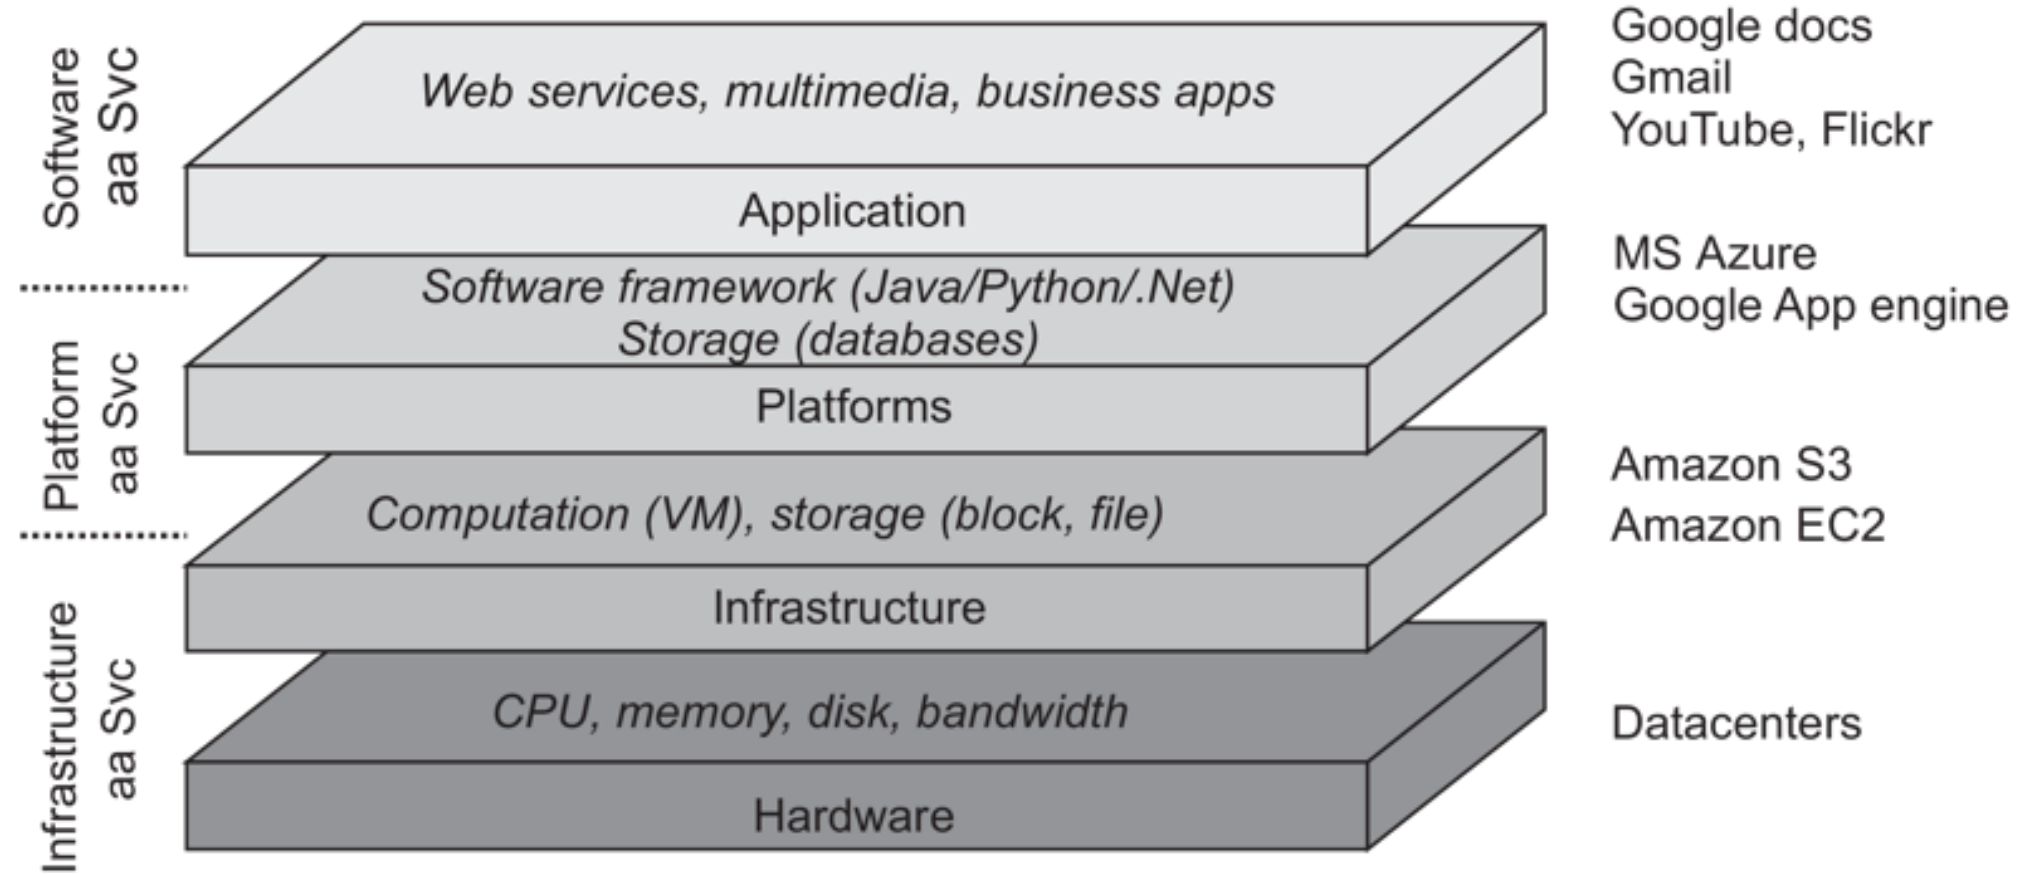 Software
aa Svc
Web services, multimedia, business apps
Application
Google docs
Gmail
YouTube, Flickr
Platform
aa Svc
Software framework (Java/Python/.Net)
Storage (databases)
Platforms
MS Azure
Google App engine
Infrastructure
aa Svc
Computation (VM), storage (block, file)
Infrastructure
Amazon S3
Amazon EC2
CPU, memory, disk, bandwidth
Hardware
Datacenters